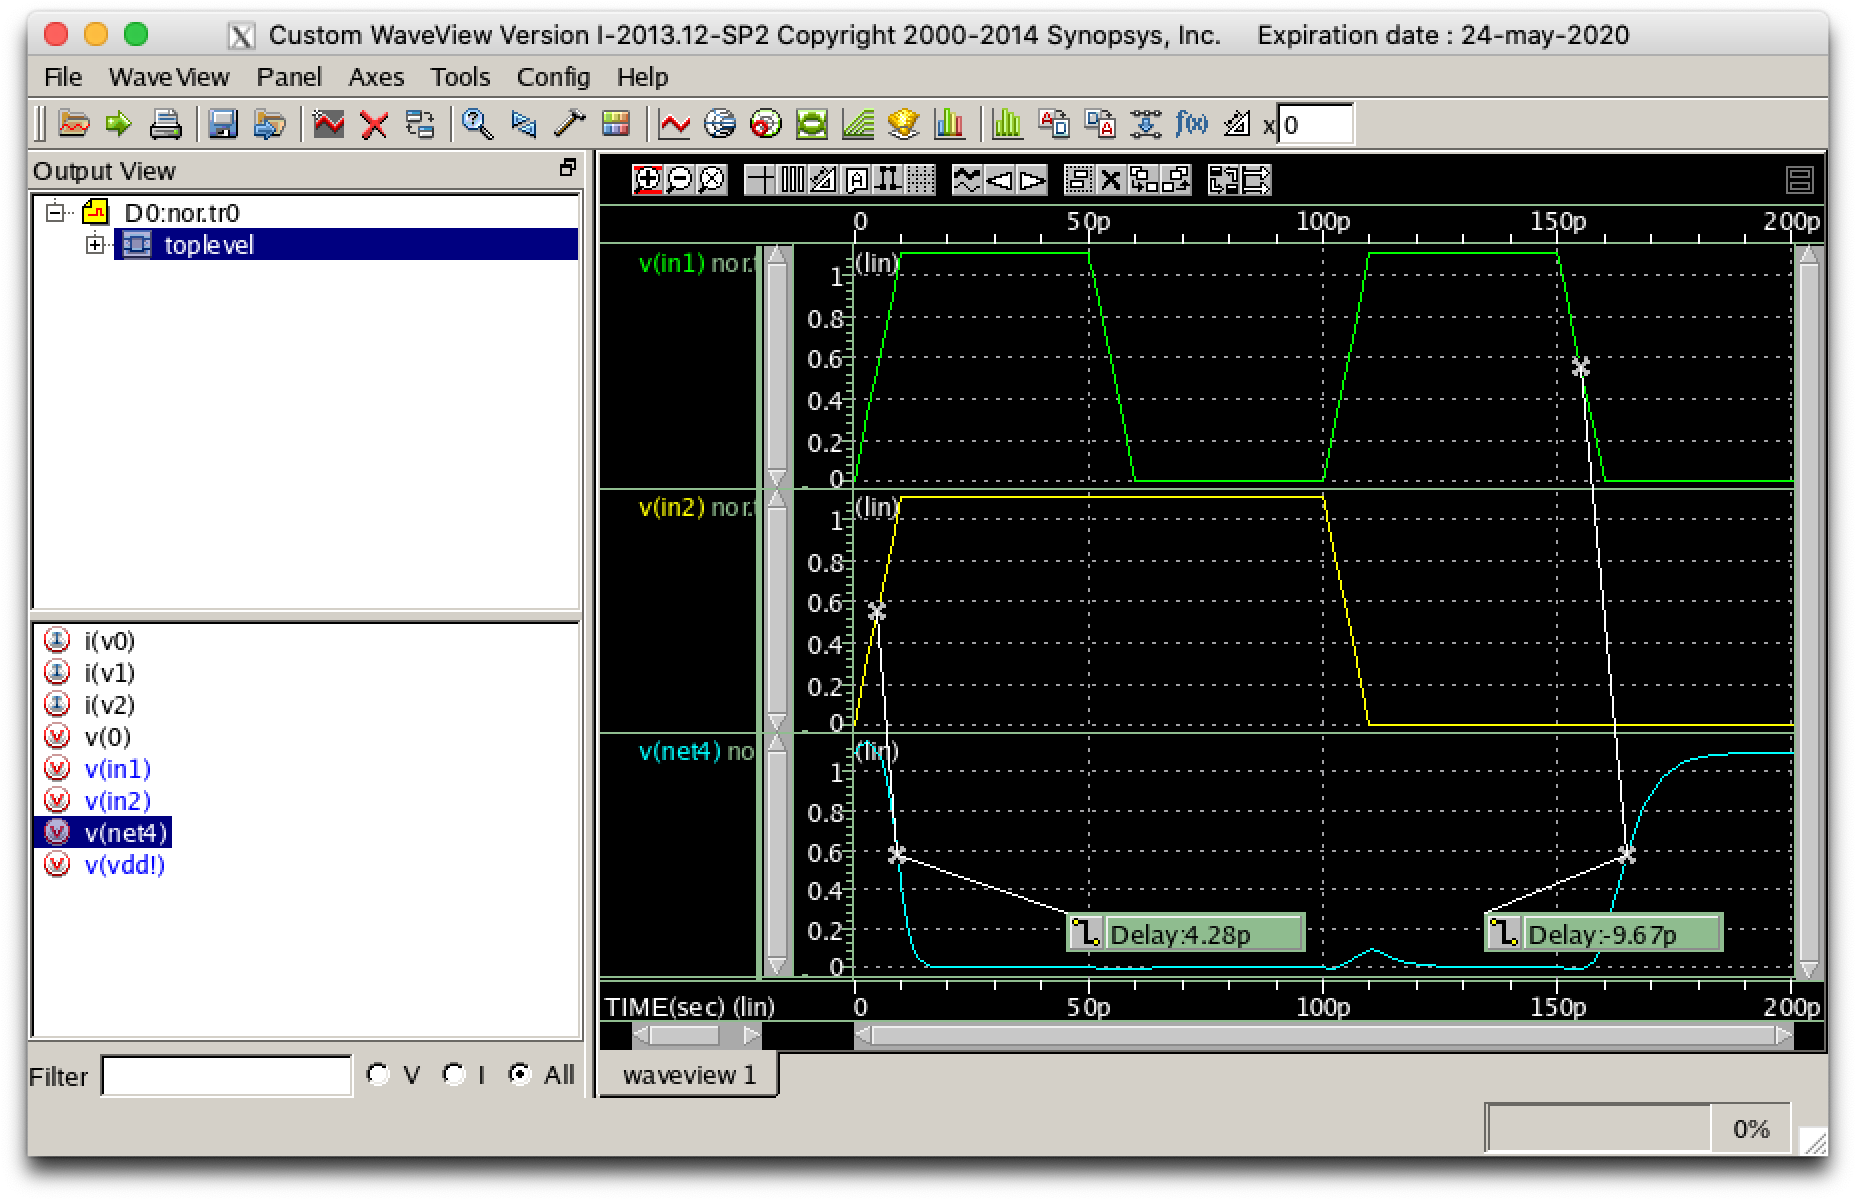 Custom WaveView Version I-2013.12-SP2 Copyright 2000-2014 Synopsys, Inc. Expiration date : 24-may-2020
File WaveView Panel Axes Tools Config Help
x 0
Output View
D0:nor.tr0
toplevel
i(v0)
i(v1)
i(v2)
v(0)
v(in1)
v(in2)
v(net4)
v(vdd!)
Filter V I All
0 50p 100p 150p 200p
v(in1) nor.t
(lin)
1
0.8
0.6
0.4
0.2
0
v(in2) nor.t
(lin)
1
0.8
0.6
0.4
0.2
0
v(net4) no
(lin)
1
0.8
0.6
0.4
0.2
0
Delay:4.28p
Delay:-9.67p
TIME(sec) (lin) 0 50p 100p 150p 200p
waveview 1
0%